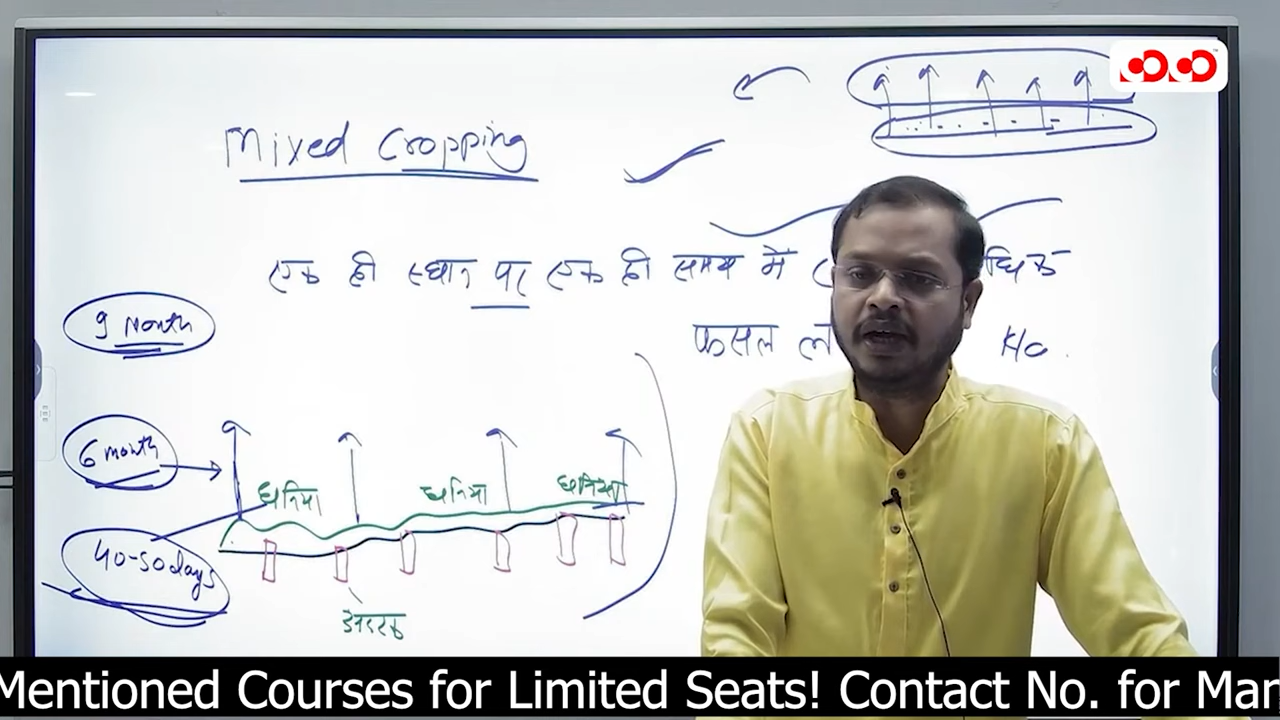 Mixed Cropping
एक ही स्थान पर एक ही समय में
फसल
9 Month
6 month
धनिया धनिया धनिया
40-50 days
अदरक
Mentioned Courses for Limited Seats! Contact No. for Mar